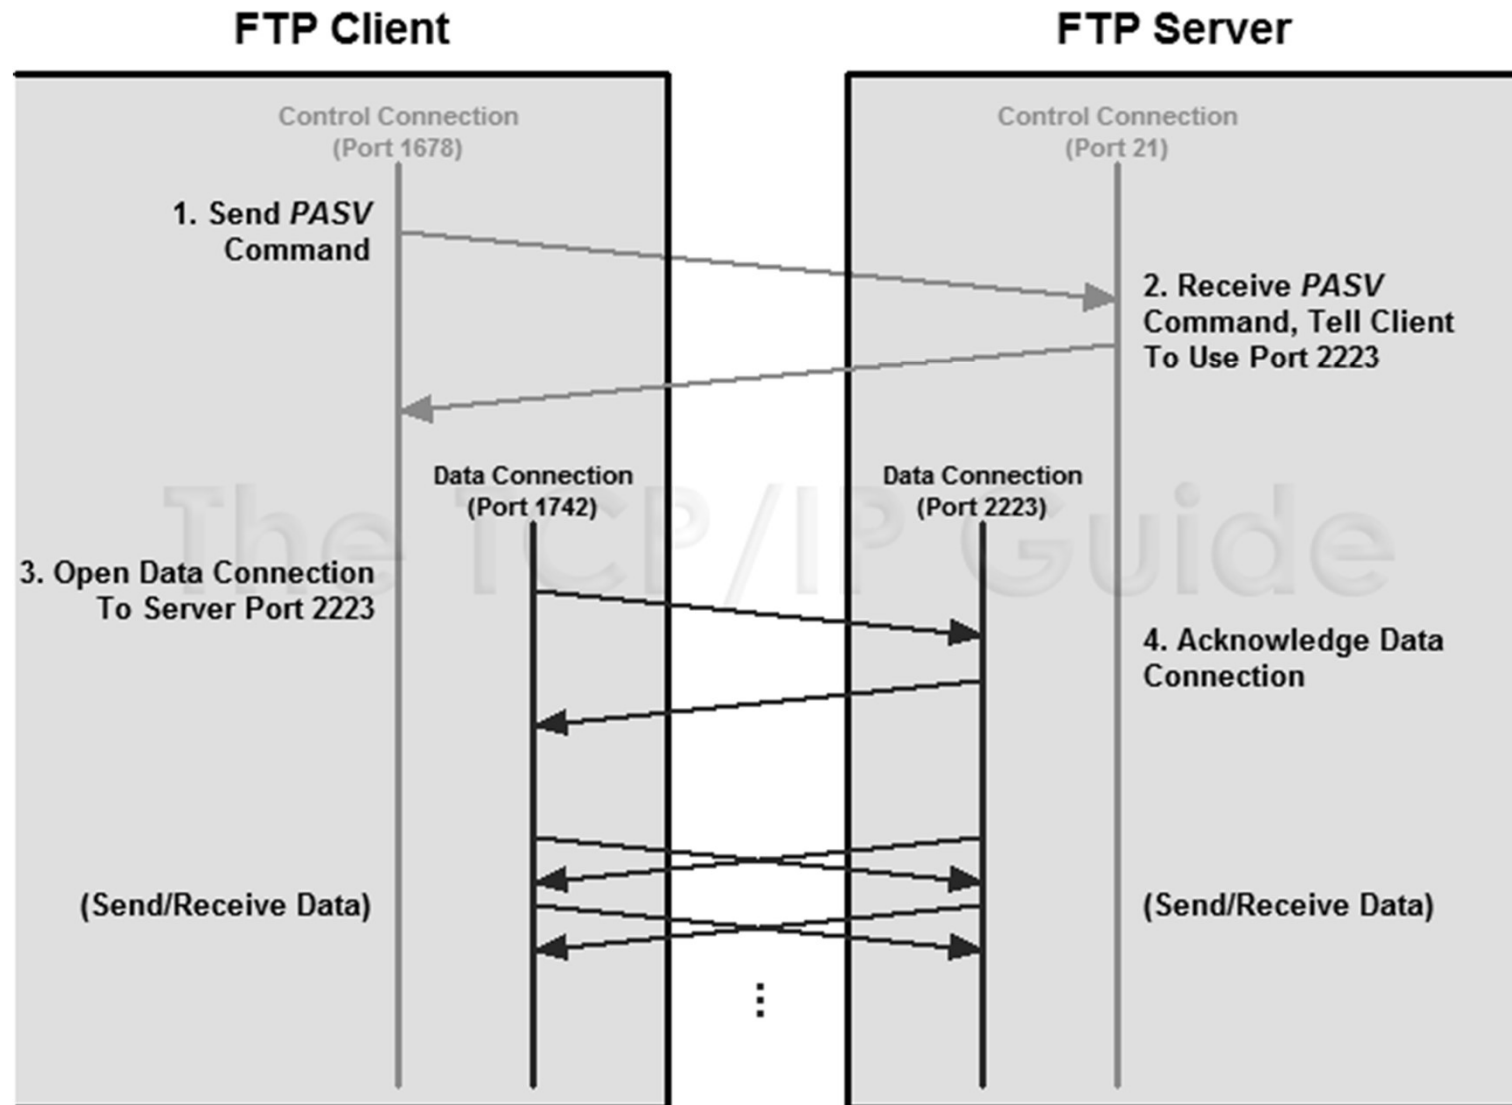 FTP Client
FTP Server
Control Connection
(Port 1678)
Control Connection
(Port 21)
1. Send PASV
Command
2. Receive PASV
Command, Tell Client
To Use Port 2223
Data Connection
(Port 1742)
Data Connection
(Port 2223)
The TCP/IP Guide
3. Open Data Connection
To Server Port 2223
4. Acknowledge Data
Connection
(Send/Receive Data)
(Send/Receive Data)